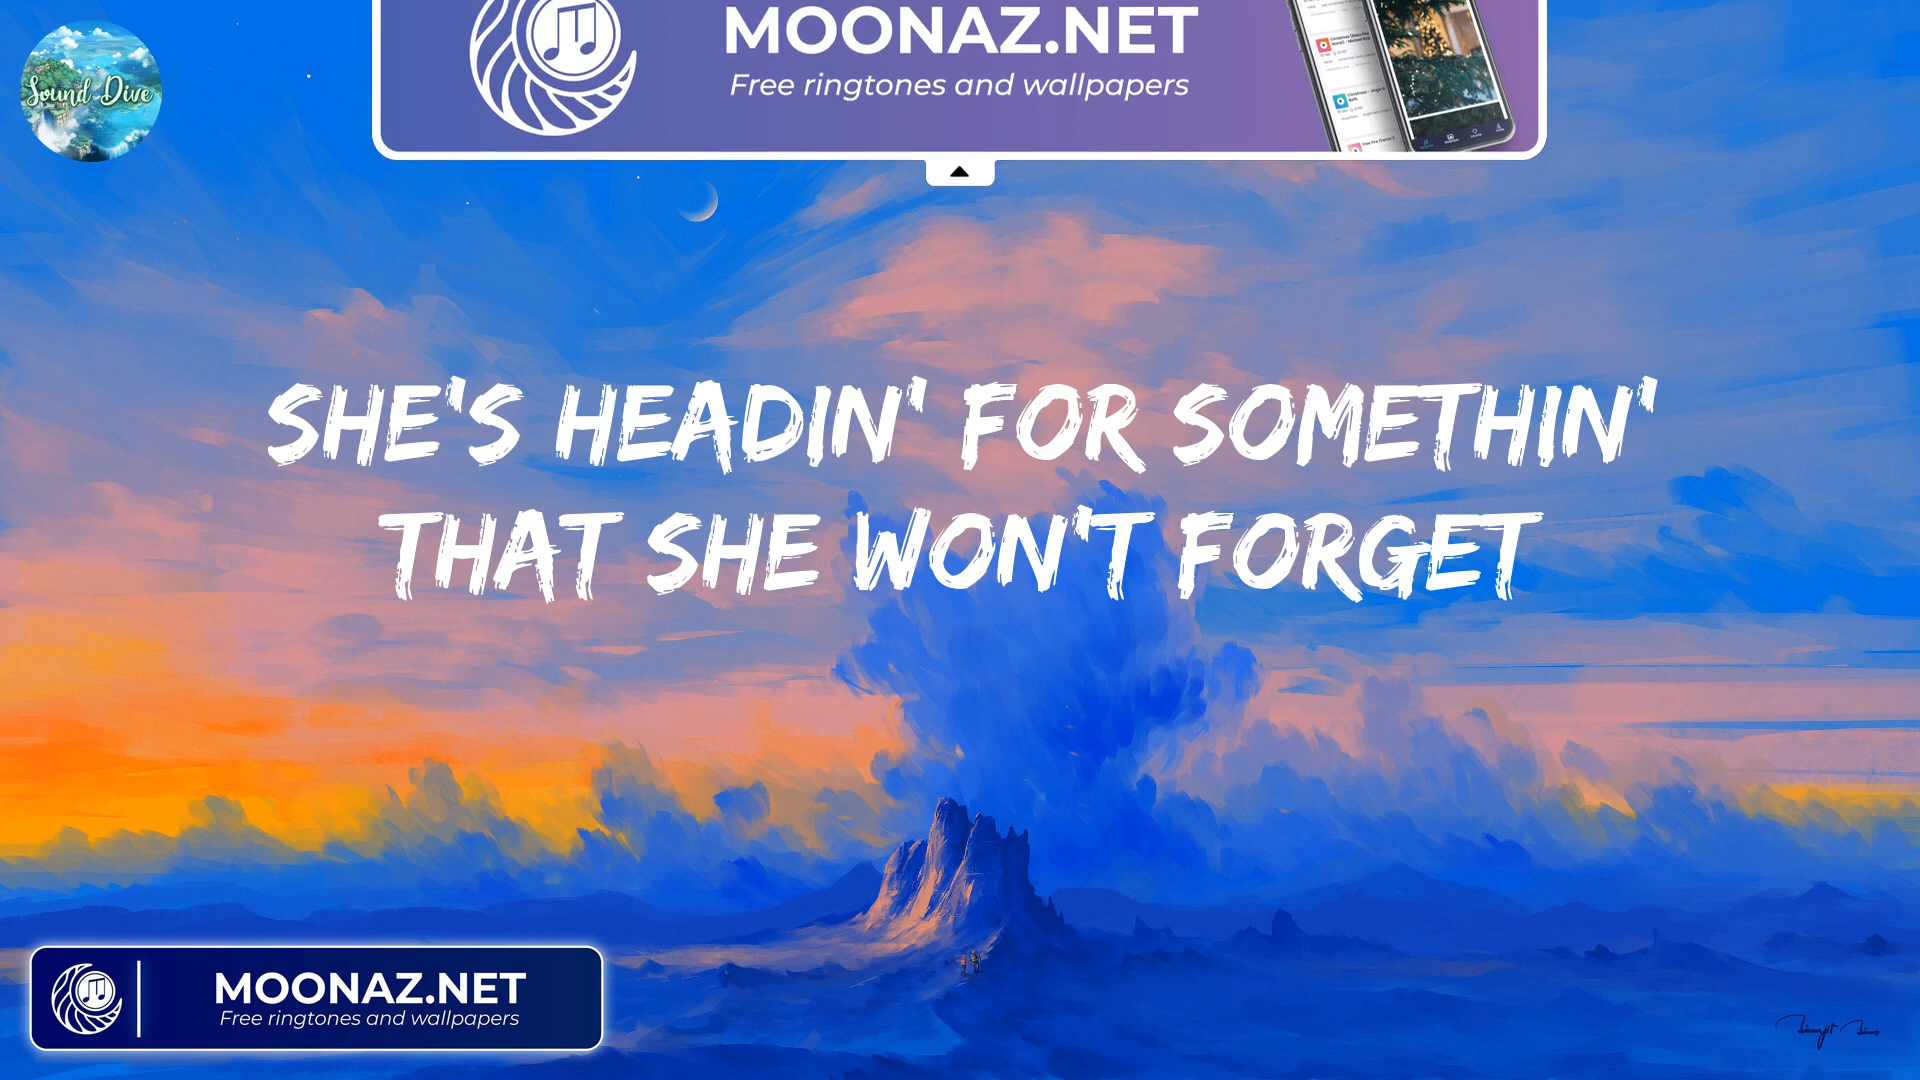 Sound Dive
MOONAZ.NET
Free ringtones and wallpapers
SHE'S HEADIN' FOR SOMETHIN'
THAT SHE WON'T FORGET
MOONAZ.NET
Free ringtones and wallpapers